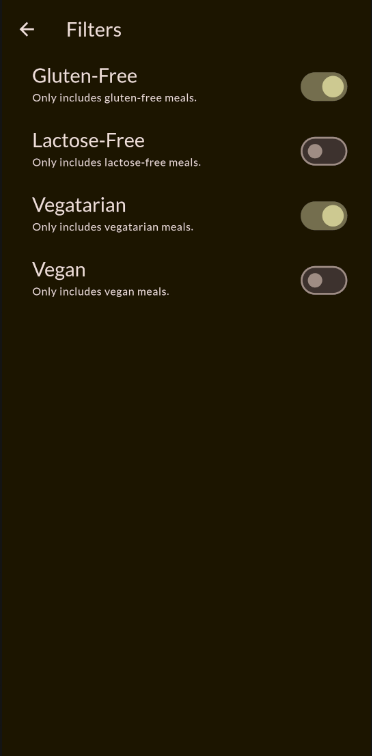 Filters
Gluten-Free
Only includes gluten-free meals.
Lactose-Free
Only includes lactose-free meals.
Vegatarian
Only includes vegatarian meals.
Vegan
Only includes vegan meals.